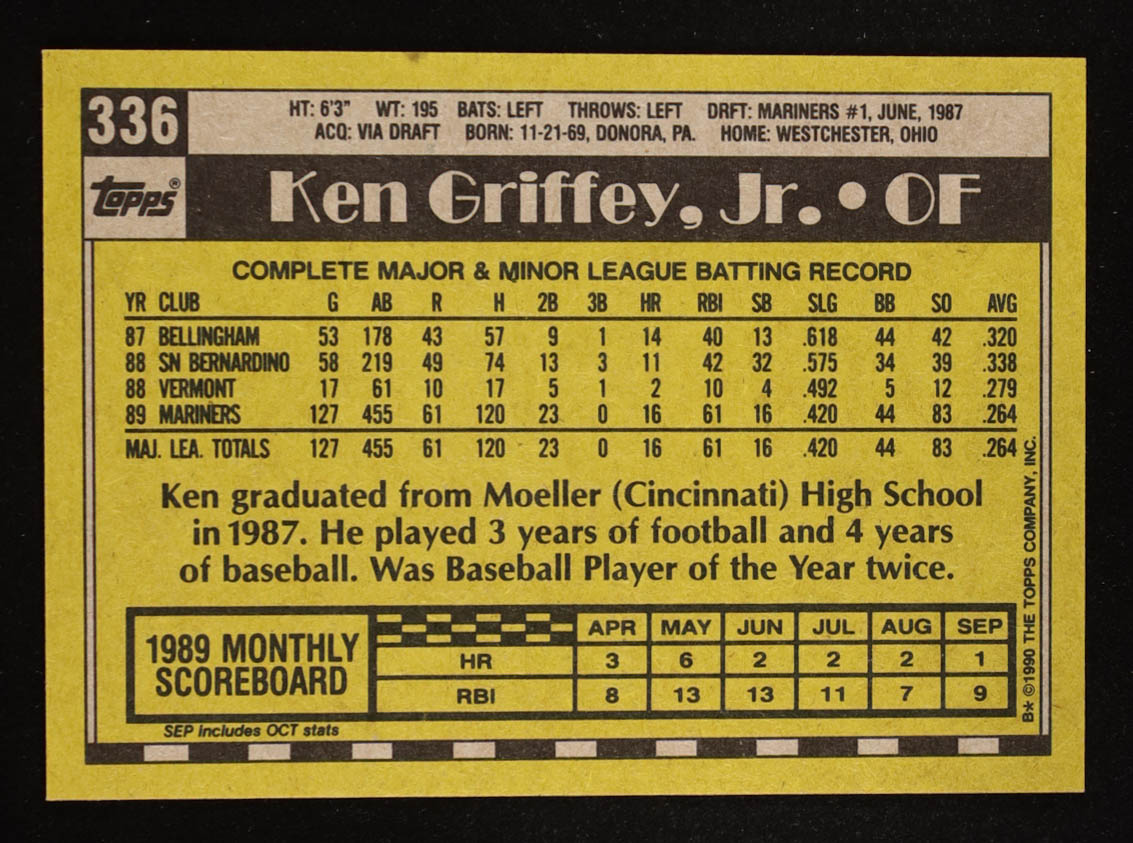 336
HT: 6'3" WT: 195 BATS: LEFT THROWS: LEFT DRFT: MARINERS #1, JUNE, 1987
ACQ: VIA DRAFT BORN: 11-21-69, DONORA, PA. HOME: WESTCHESTER, OHIO
topps®
Ken Griffey, Jr. • OF
COMPLETE MAJOR & MINOR LEAGUE BATTING RECORD
YR CLUB G AB R H 2B 3B HR RBI SB SLG BB SO AVG
87 BELLINGHAM 53 178 43 57 9 1 14 40 13 .618 44 42 .320
88 SN BERNARDINO 58 219 49 74 13 3 11 42 32 .575 34 39 .338
88 VERMONT 17 61 10 17 5 1 2 10 4 .492 5 12 .279
89 MARINERS 127 455 61 120 23 0 16 61 16 .420 44 83 .264
MAJ. LEA. TOTALS 127 455 61 120 23 0 16 61 16 .420 44 83 .264
Ken graduated from Moeller (Cincinnati) High School
in 1987. He played 3 years of football and 4 years
of baseball. Was Baseball Player of the Year twice.
1989 MONTHLY
SCOREBOARD
APR MAY JUN JUL AUG SEP
HR 3 6 2 2 2 1
RBI 8 13 13 11 7 9
SEP includes OCT stats
B* ©1990 THE TOPPS COMPANY, INC.